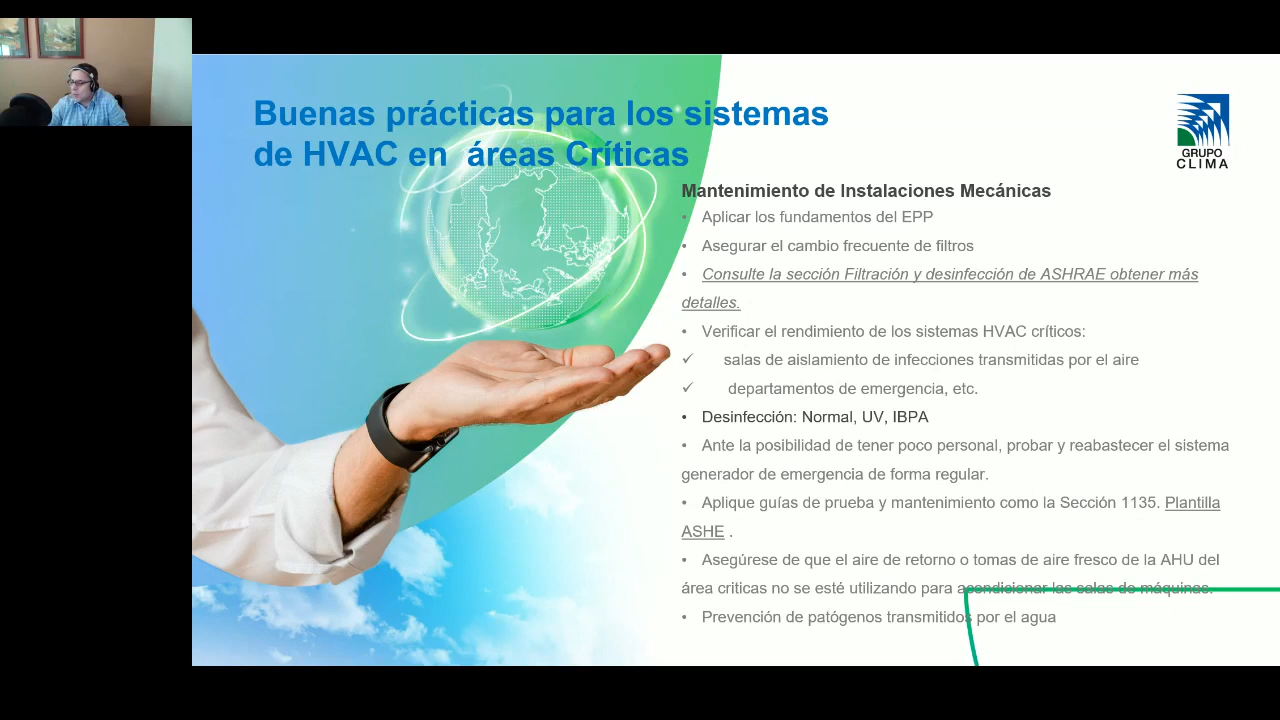 Buenas prácticas para los sistemas
de HVAC en áreas Críticas
GRUPO
CLIMA
Mantenimiento de Instalaciones Mecánicas
• Aplicar los fundamentos del EPP
• Asegurar el cambio frecuente de filtros
• Consulte la sección Filtración y desinfección de ASHRAE obtener más
detalles.
• Verificar el rendimiento de los sistemas HVAC críticos:
✓ salas de aislamiento de infecciones transmitidas por el aire
✓ departamentos de emergencia, etc.
• Desinfección: Normal, UV, IBPA
• Ante la posibilidad de tener poco personal, probar y reabastecer el sistema
generador de emergencia de forma regular.
• Aplique guías de prueba y mantenimiento como la Sección 1135. Plantilla
ASHE .
• Asegúrese de que el aire de retorno o tomas de aire fresco de la AHU del
área criticas no se esté utilizando para acondicionar las salas de máquinas.
• Prevención de patógenos transmitidos por el agua